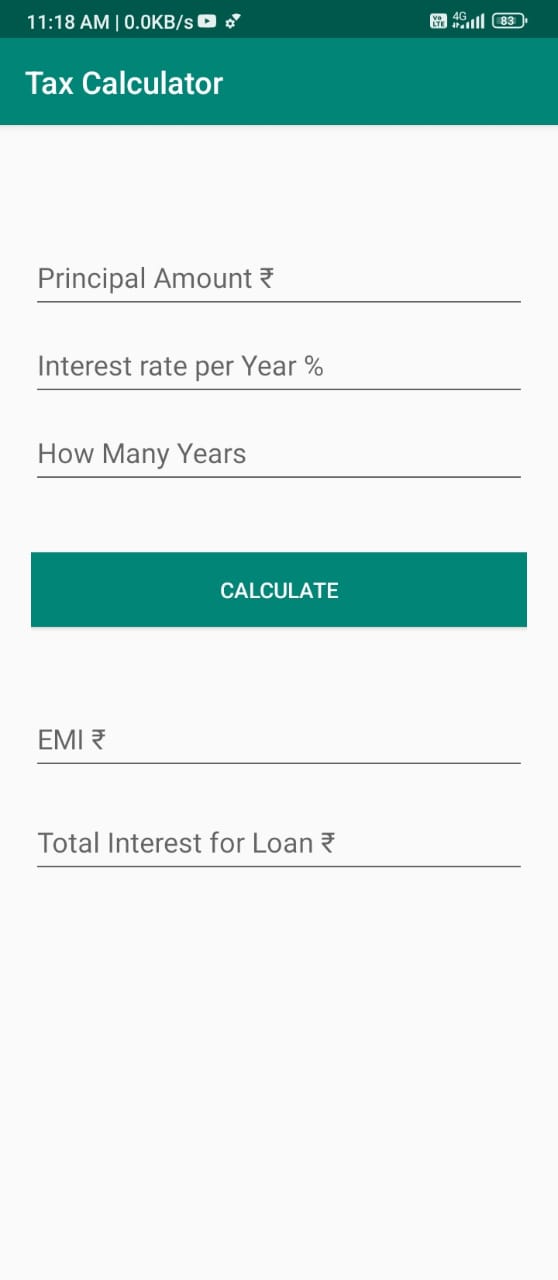 11:18 AM | 0.0KB/s VO LTE 4G 83
Tax Calculator
Principal Amount ₹
Interest rate per Year %
How Many Years
CALCULATE
EMI ₹
Total Interest for Loan ₹